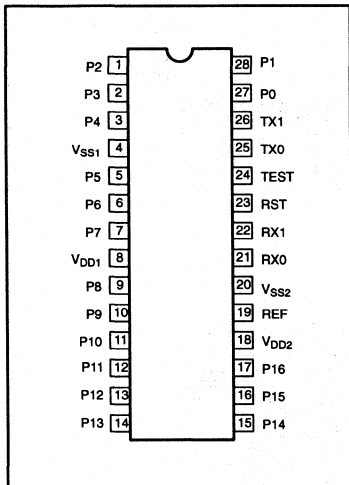 P2 1 28 P1
P3 2 27 P0
P4 3 26 TX1
VSS1 4 25 TX0
P5 5 24 TEST
P6 6 23 RST
P7 7 22 RX1
VDD1 8 21 RX0
P8 9 20 VSS2
P9 10 19 REF
P10 11 18 VDD2
P11 12 17 P16
P12 13 16 P15
P13 14 15 P14